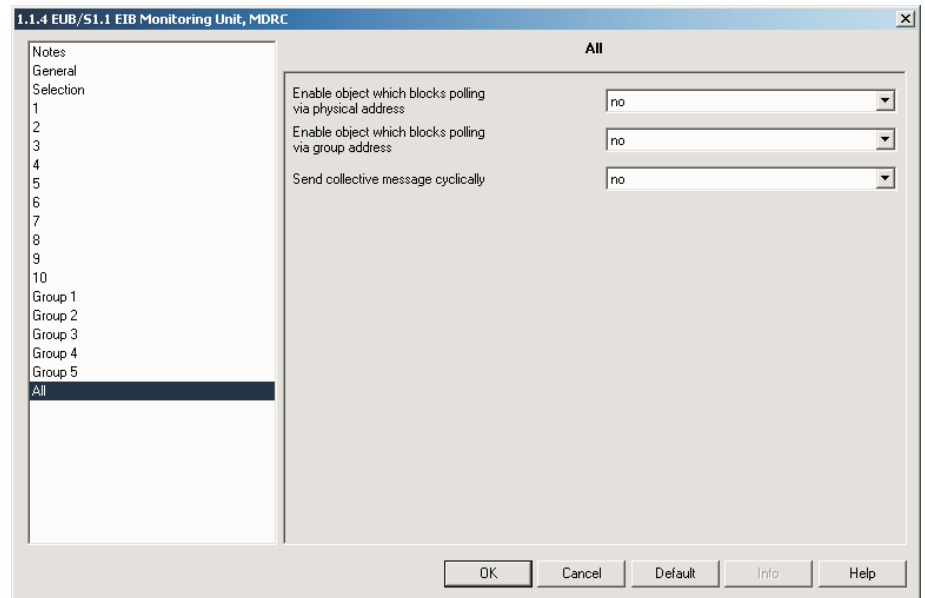 1.1.4 EUB/S1.1 EIB Monitoring Unit, MDRC
Notes
General
Selection
1
2
3
4
5
6
7
8
9
10
Group 1
Group 2
Group 3
Group 4
Group 5
All
All
Enable object which blocks polling
via physical address
no
Enable object which blocks polling
via group address
no
Send collective message cyclically
no
OK
Cancel
Default
Info
Help